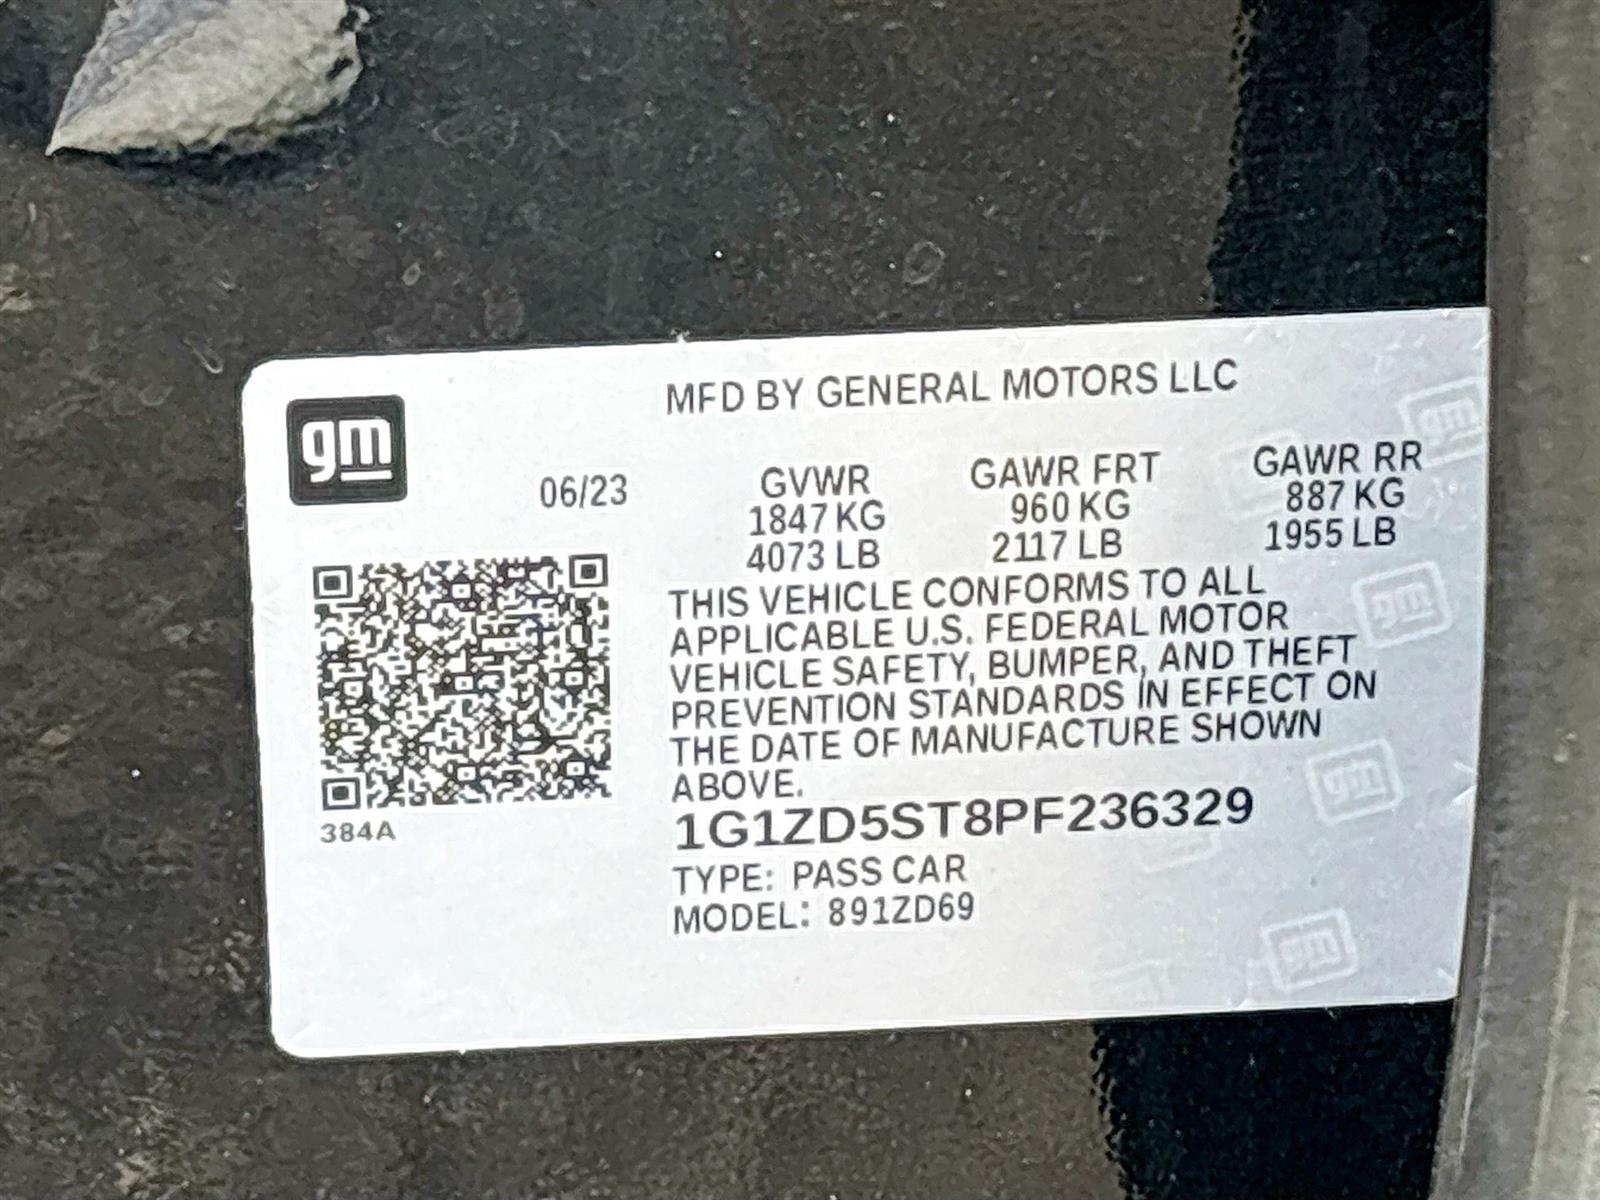 MFD BY GENERAL MOTORS LLC
gm
06/23
GVWR GAWR FRT GAWR RR
1847 KG 960 KG 887 KG
4073 LB 2117 LB 1955 LB
THIS VEHICLE CONFORMS TO ALL
APPLICABLE U.S. FEDERAL MOTOR
VEHICLE SAFETY, BUMPER, AND THEFT
PREVENTION STANDARDS IN EFFECT ON
THE DATE OF MANUFACTURE SHOWN
ABOVE.
384A
1G1ZD5ST8PF236329
TYPE: PASS CAR
MODEL: 891ZD69